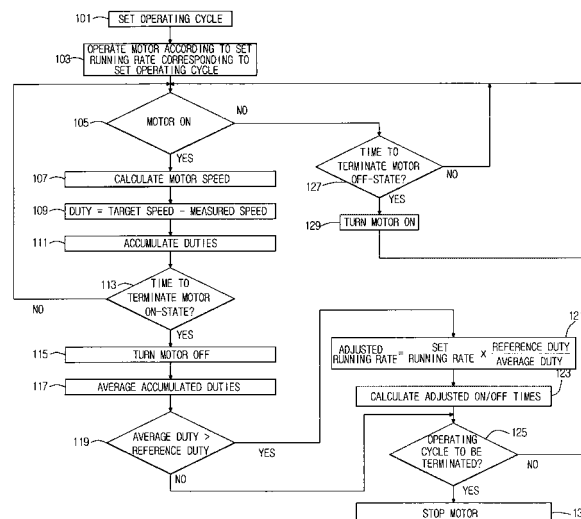 101
SET OPERATING CYCLE
103
OPERATE MOTOR ACCORDING TO SET
RUNNING RATE CORRESPONDING TO
SET OPERATING CYCLE
105
MOTOR ON
NO
YES
107
CALCULATE MOTOR SPEED
109
DUTY = TARGET SPEED - MEASURED SPEED
111
ACCUMULATE DUTIES
113
TIME TO
TERMINATE MOTOR
ON-STATE?
NO
YES
115
TURN MOTOR OFF
117
AVERAGE ACCUMULATED DUTIES
119
AVERAGE DUTY >
REFERENCE DUTY
YES
NO
TIME TO
TERMINATE MOTOR
OFF-STATE?
127
NO
YES
129
TURN MOTOR ON
12
ADJUSTED RUNNING RATE = SET RUNNING RATE × REFERENCE DUTY / AVERAGE DUTY
123
CALCULATE ADJUSTED ON/OFF TIMES
125
OPERATING
CYCLE TO BE
TERMINATED?
NO
YES
STOP MOTOR
13